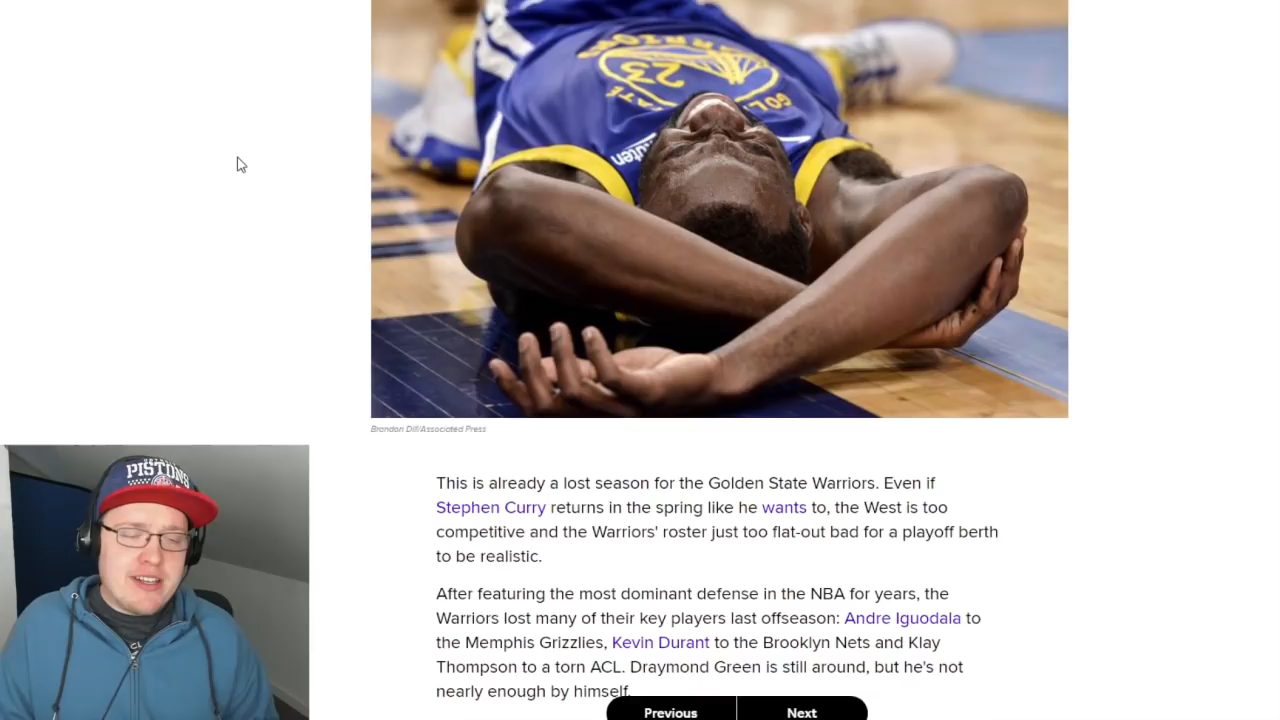 WARRIORS
23
GOL
TATE
Rakuten
Brandon Dill/Associated Press
PISTONS
This is already a lost season for the Golden State Warriors. Even if
Stephen Curry returns in the spring like he wants to, the West is too
competitive and the Warriors' roster just too flat-out bad for a playoff berth
to be realistic.
After featuring the most dominant defense in the NBA for years, the
Warriors lost many of their key players last offseason: Andre Iguodala to
the Memphis Grizzlies, Kevin Durant to the Brooklyn Nets and Klay
Thompson to a torn ACL. Draymond Green is still around, but he's not
nearly enough by himself.
Previous Next